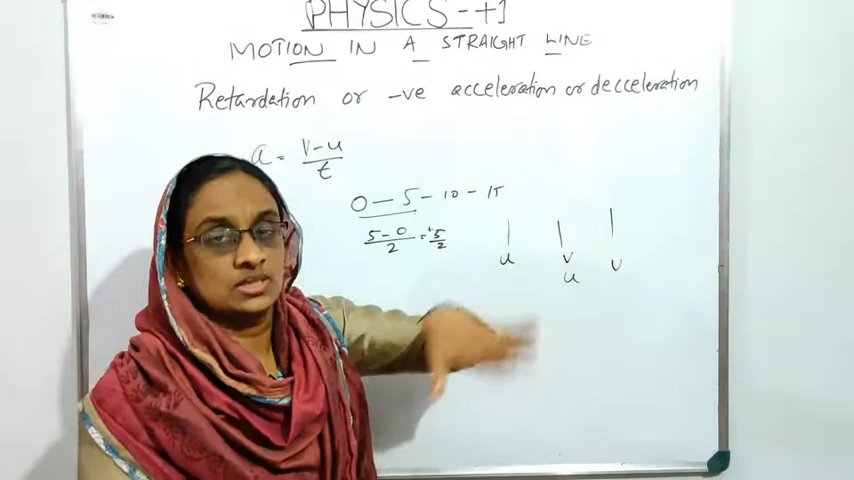 PHYSICS - +1
MOTION IN A STRAIGHT LINE
Retardation or -ve acceleration or decceleration
a = v-u/t
0 - 5 - 10 - 15
5-0/2 = +5/2
u v v
u